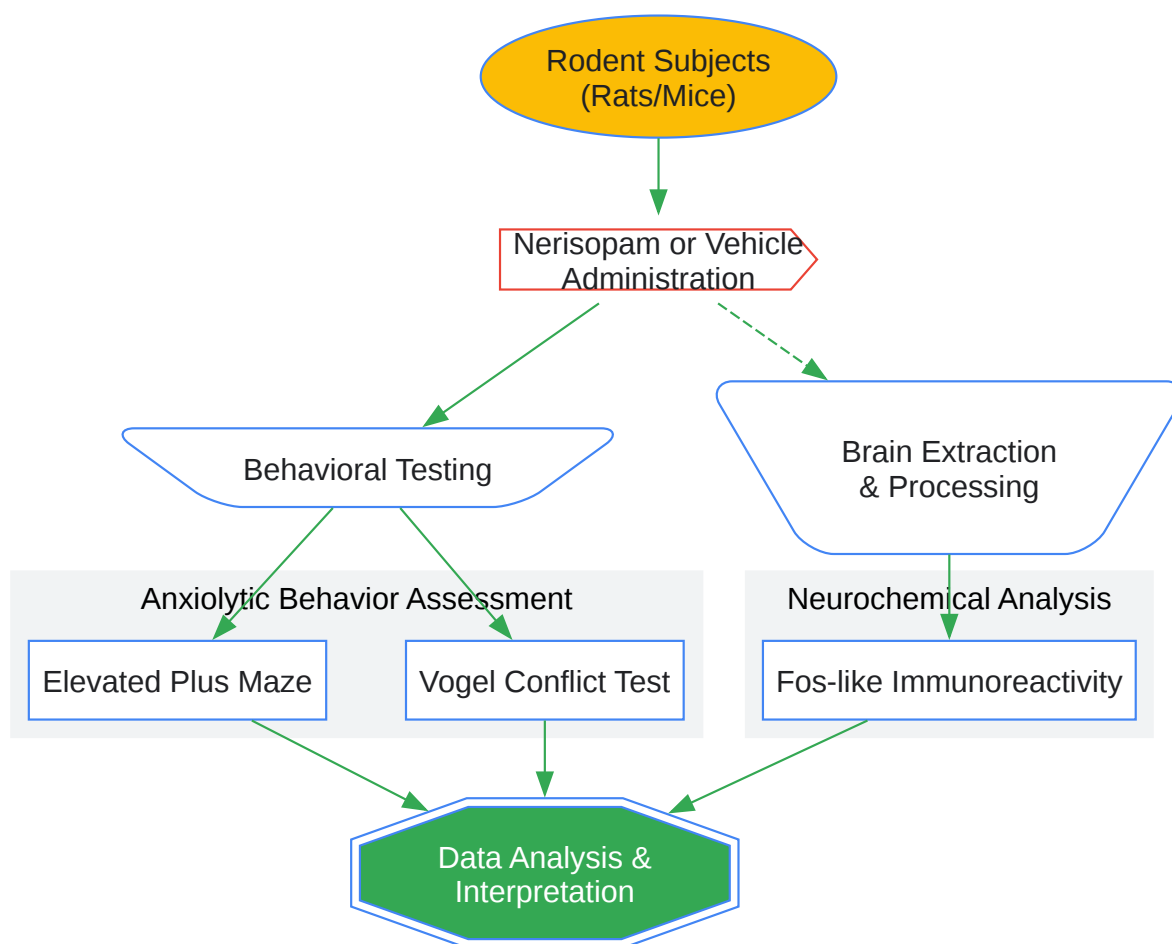 Rodent Subjects
(Rats/Mice)
Nerisopam or Vehicle
Administration
Behavioral Testing
Brain Extraction
& Processing
Anxiolytic Behavior Assessment
Neurochemical Analysis
Elevated Plus Maze
Vogel Conflict Test
Fos-like Immunoreactivity
Data Analysis &
Interpretation